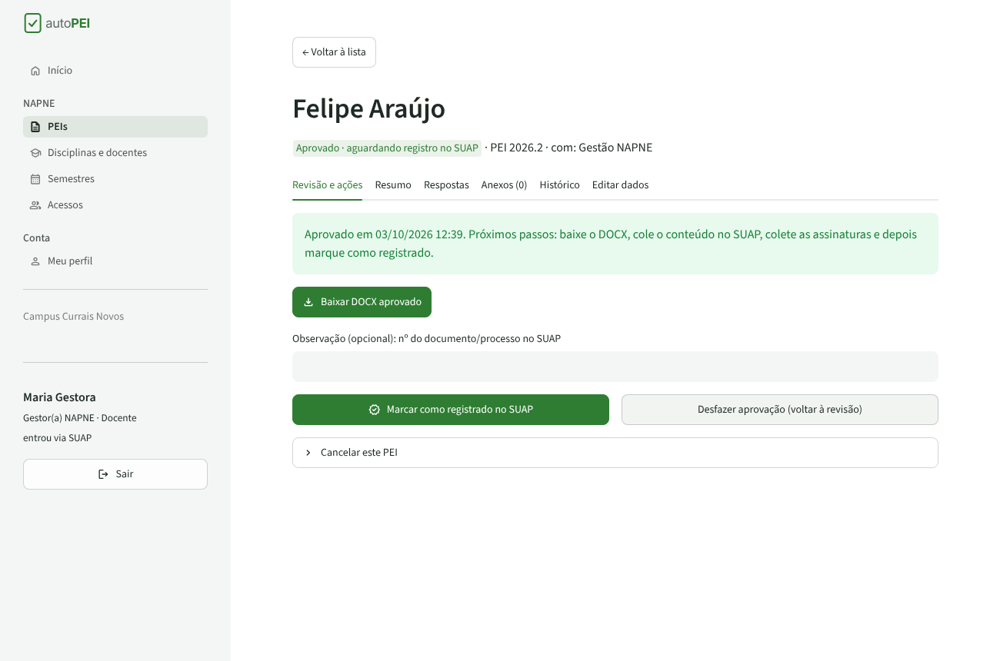 autoPEI
Início
NAPNE
PEIs
Disciplinas e docentes
Semestres
Acessos
Conta
Meu perfil
Campus Currais Novos
Maria Gestora
Gestor(a) NAPNE · Docente
entrou via SUAP
Sair
← Voltar à lista
Felipe Araújo
Aprovado · aguardando registro no SUAP · PEI 2026.2 · com: Gestão NAPNE
Revisão e ações Resumo Respostas Anexos (0) Histórico Editar dados
Aprovado em 03/10/2026 12:39. Próximos passos: baixe o DOCX, cole o conteúdo no SUAP, colete as assinaturas e depois
marque como registrado.
Baixar DOCX aprovado
Observação (opcional): nº do documento/processo no SUAP
Marcar como registrado no SUAP Desfazer aprovação (voltar à revisão)
Cancelar este PEI